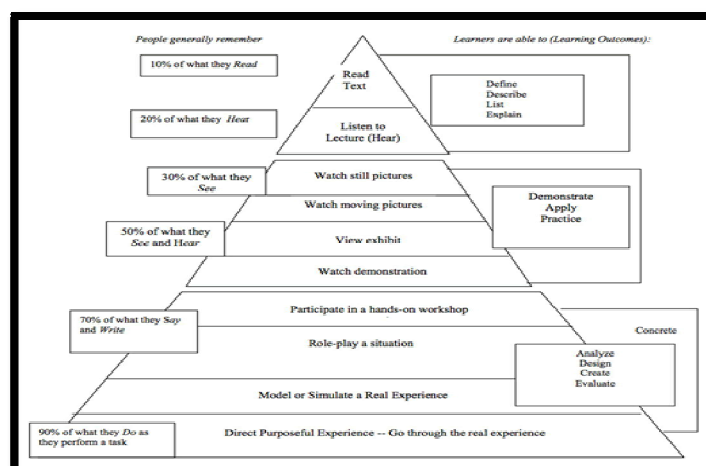 People generally remember
Learners are able to (Learning Outcomes):
10% of what they Read
Read
Text
Define
Describe
List
Explain
20% of what they Hear
Listen to
Lecture (Hear)
30% of what they
See
Watch still pictures
Watch moving pictures
Demonstrate
Apply
Practice
50% of what they
See and Hear
View exhibit
Watch demonstration
70% of what they Say
and Write
Participate in a hands-on workshop
Role-play a situation
Concrete
Analyze
Design
Create
Evaluate
Model or Simulate a Real Experience
90% of what they Do as
they perform a task
Direct Purposeful Experience -- Go through the real experience